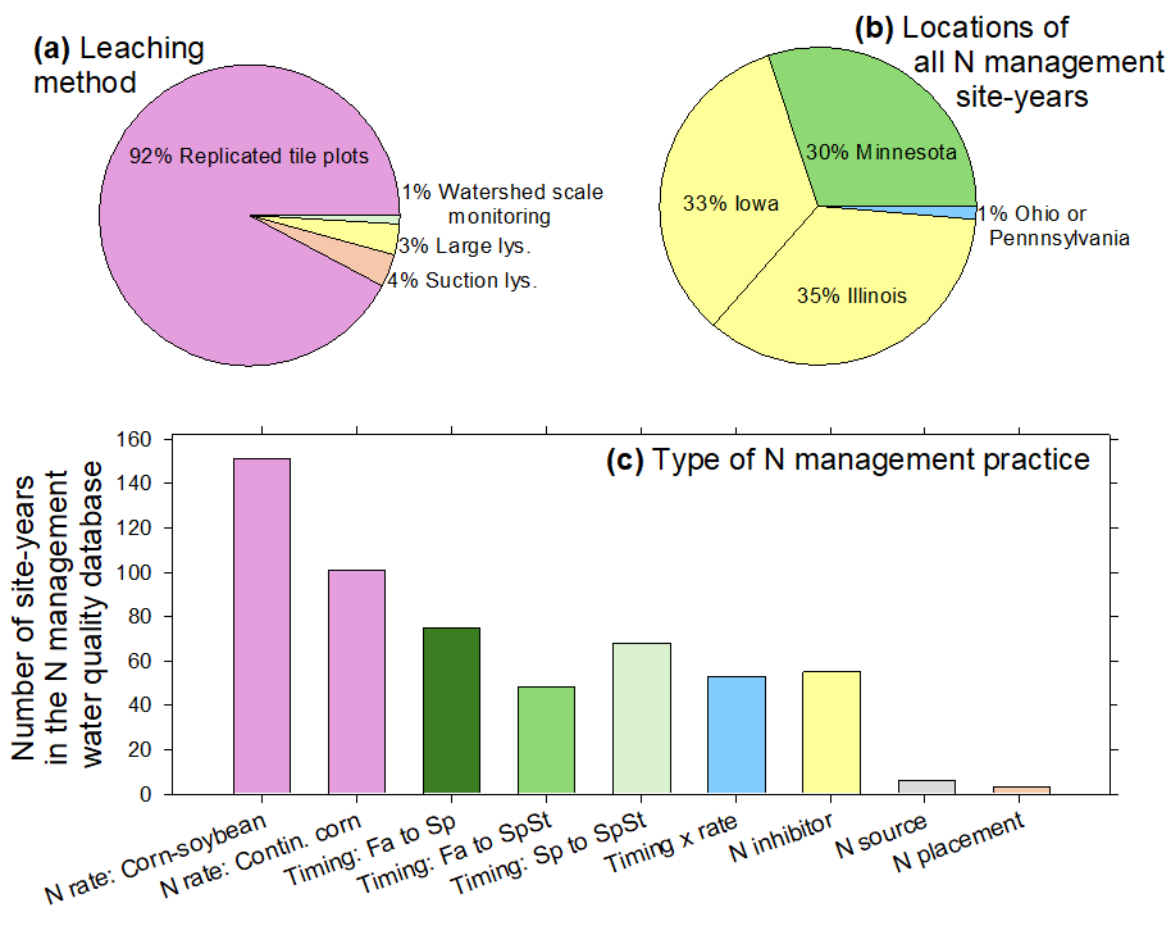 (a) Leaching
method
92% Replicated tile plots
1% Watershed scale
monitoring
3% Large lys.
4% Suction lys.
(b) Locations of
all N management
site-years
30% Minnesota
33% Iowa
1% Ohio or
Pennnsylvania
35% Illinois
(c) Type of N management practice
Number of site-years
in the N management
water quality database
160
140
120
100
80
60
40
20
0
N rate: Corn-soybean
N rate: Contin. corn
Timing: Fa to Sp
Timing: Fa to SpSt
Timing: Sp to SpSt
Timing x rate
N inhibitor
N source
N placement